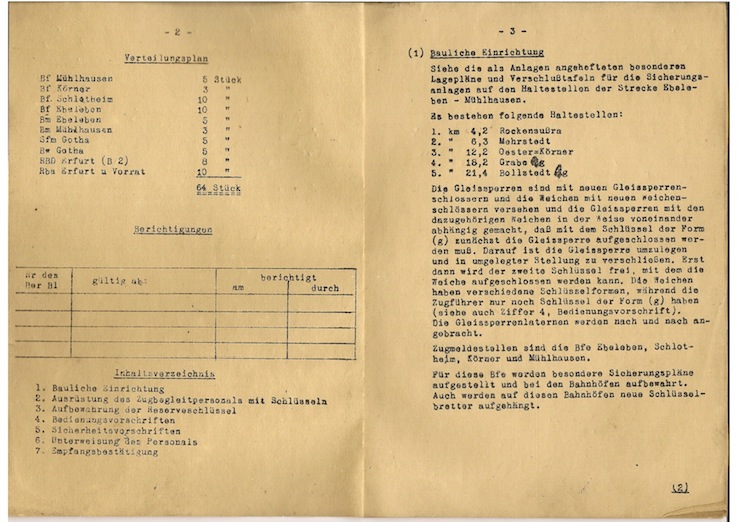 - 2 -
Verteilungsplan
Bf Mühlhausen 5 Stück
Bf Körner 3 "
Bf Schlotheim 10 "
Bf Ebeleben 10 "
Bm Ebeleben 5 "
Bm Mühlhausen 3 "
Sfm Gotha 5 "
Bw Gotha 5 "
RBD Erfurt (B 2) 8 "
Rba Erfurt u Vorrat 10 "
64 Stück
Berichtigungen
Nr des gültig ab: berichtigt
Ber Bl am durch
Inhaltsverzeichnis
1. Bauliche Einrichtung
2. Ausrüstung des Zugbegleitpersonals mit Schlüsseln
3. Aufbewahrung der Reserveschlüssel
4. Bedienungsvorschriften
5. Sicherheitsvorschriften
6. Unterweisung des Personals
7. Empfangsbestätigung
- 3 -
(1) Bauliche Einrichtung
Siehe die als Anlagen angehefteten besonderen
Lagepläne und Verschlußtafeln für die Sicherungs-
anlagen auf den Haltestellen der Strecke Ebele-
ben - Mühlhausen.
Es bestehen folgende Haltestellen:
1. km 4,2 Rockensußra
2. " 6,3 Mehrstedt
3. " 12,2 Oester=Körner
4. " 18,2 Grabe g
5. " 21,4 Bollstedt g
Die Gleissperren sind mit neuen Gleissperren-
schlossern und die Weichen mit neuen Weichen-
schlössern versehen und die Gleissperren mit den
dazugehörigen Weichen in der Weise voneinander
abhängig gemacht, daß mit dem Schlüssel der Form
(g) zunächst die Gleissperre aufgeschlossen wer-
den muß. Darauf ist die Gleissperre umzulegen
und in umgelegter Stellung zu verschließen. Erst
dann wird der zweite Schlüssel frei, mit dem die
Weiche aufgeschlossen werden kann. Die Weichen
haben verschiedene Schlüsselformen, während die
Zugführer nur noch Schlüssel der Form (g) haben
(siehe auch Ziffer 4, Bedienungsvorschrift).
Die Gleissperrenlaternen werden nach und nach an-
gebracht.
Zugmeldestellen sind die Bfe Ebeleben, Schlot-
heim, Körner und Mühlhausen.
Für diese Bfe werden besondere Sicherungspläne
aufgestellt und bei den Bahnhöfen aufbewahrt.
Auch werden auf diesen Bahnhöfen neue Schlüssel-
bretter aufgehängt.
(2)